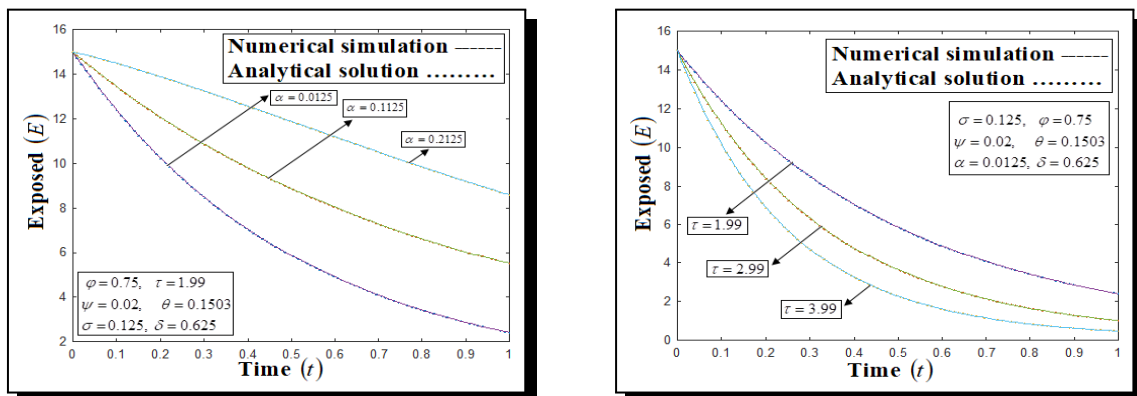 16
14
12
10
8
6
4
2
Exposed (E)
Numerical simulation ------
Analytical solution .........
α = 0.0125
α = 0.1125
α = 0.2125
φ = 0.75, τ = 1.99
ψ = 0.02, θ = 0.1503
σ = 0.125, δ = 0.625
0 0.1 0.2 0.3 0.4 0.5 0.6 0.7 0.8 0.9 1
Time (t)
16
14
12
10
8
6
4
2
0
Exposed (E)
Numerical simulation ------
Analytical solution .........
σ = 0.125, φ = 0.75
ψ = 0.02, θ = 0.1503
α = 0.0125, δ = 0.625
τ = 1.99
τ = 2.99
τ = 3.99
0 0.1 0.2 0.3 0.4 0.5 0.6 0.7 0.8 0.9 1
Time (t)